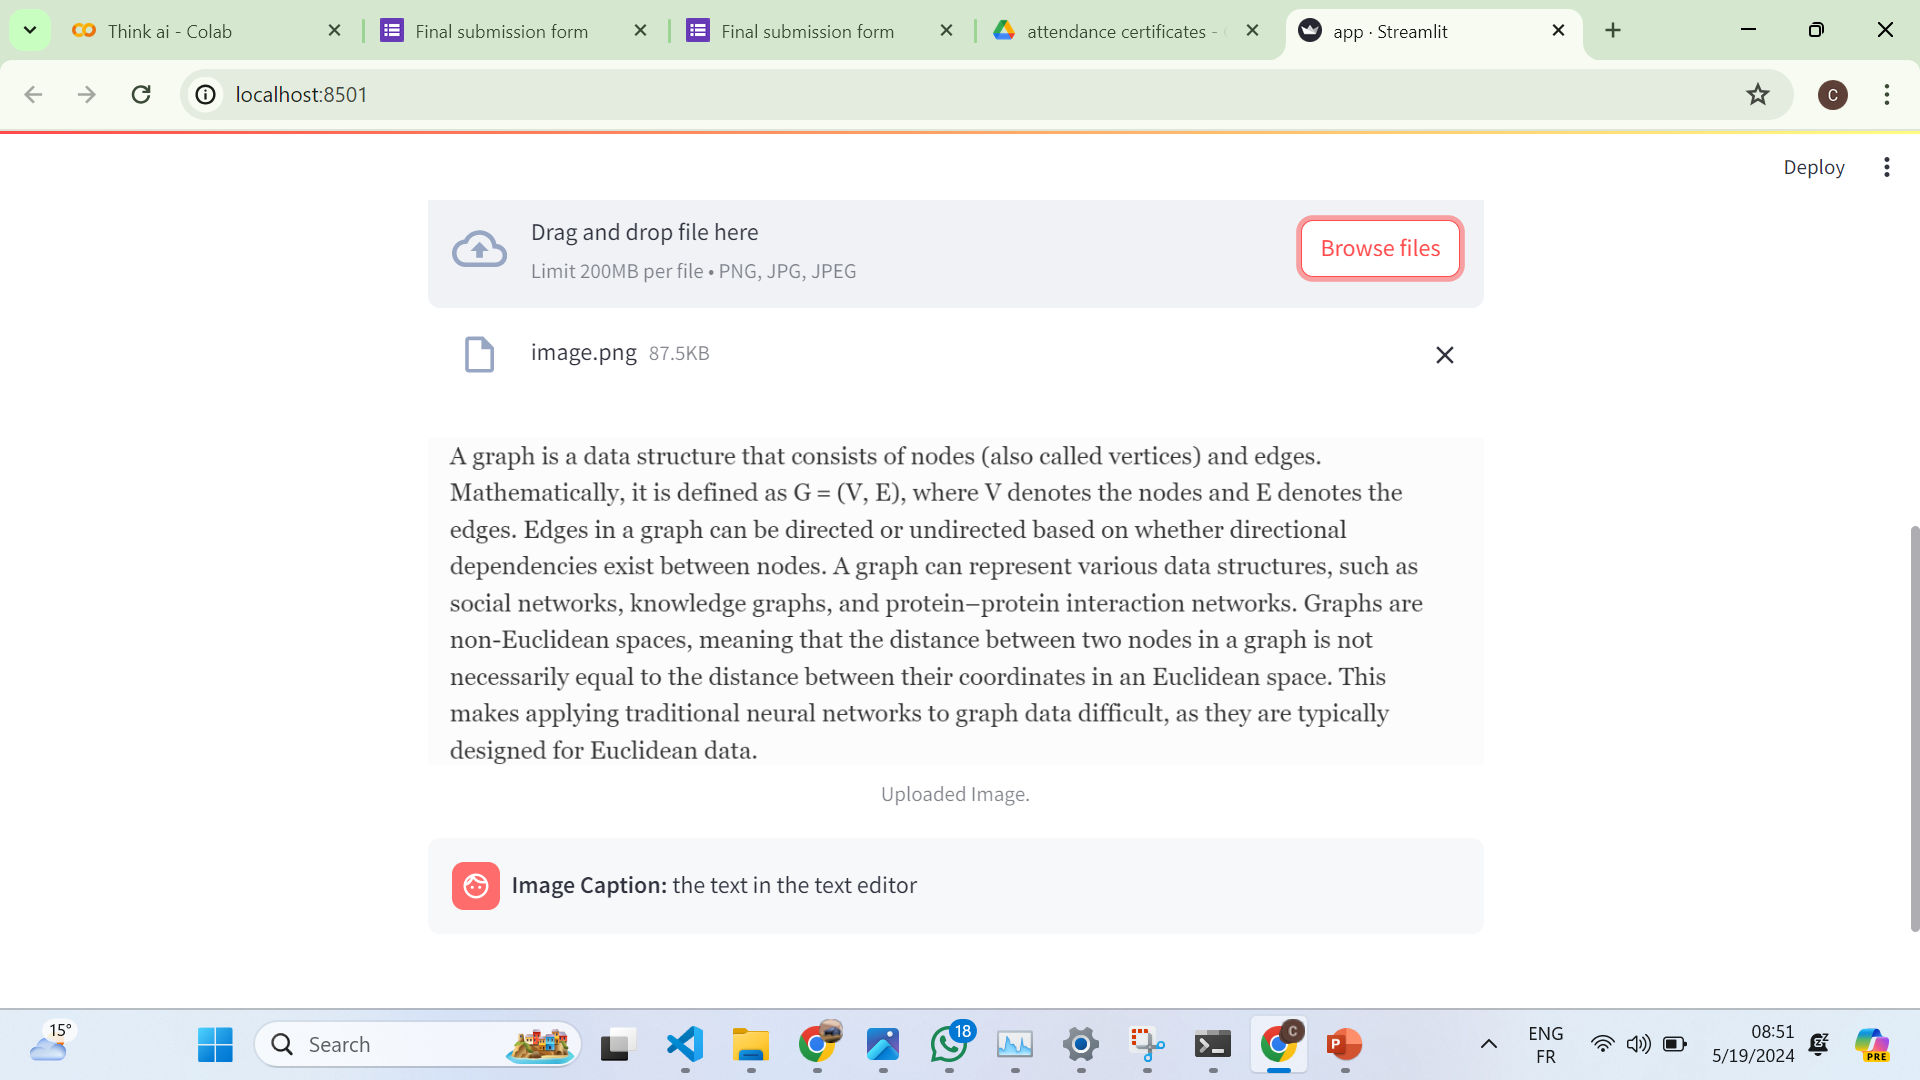 Think ai - Colab
Final submission form
Final submission form
attendance certificates -
app · Streamlit
localhost:8501
C
Deploy
Drag and drop file here
Limit 200MB per file • PNG, JPG, JPEG
Browse files
image.png 87.5KB
A graph is a data structure that consists of nodes (also called vertices) and edges.
Mathematically, it is defined as G = (V, E), where V denotes the nodes and E denotes the
edges. Edges in a graph can be directed or undirected based on whether directional
dependencies exist between nodes. A graph can represent various data structures, such as
social networks, knowledge graphs, and protein–protein interaction networks. Graphs are
non-Euclidean spaces, meaning that the distance between two nodes in a graph is not
necessarily equal to the distance between their coordinates in an Euclidean space. This
makes applying traditional neural networks to graph data difficult, as they are typically
designed for Euclidean data.
Uploaded Image.
Image Caption: the text in the text editor
15°
Search
18
C
P
ENG
FR
08:51
5/19/2024
PRE